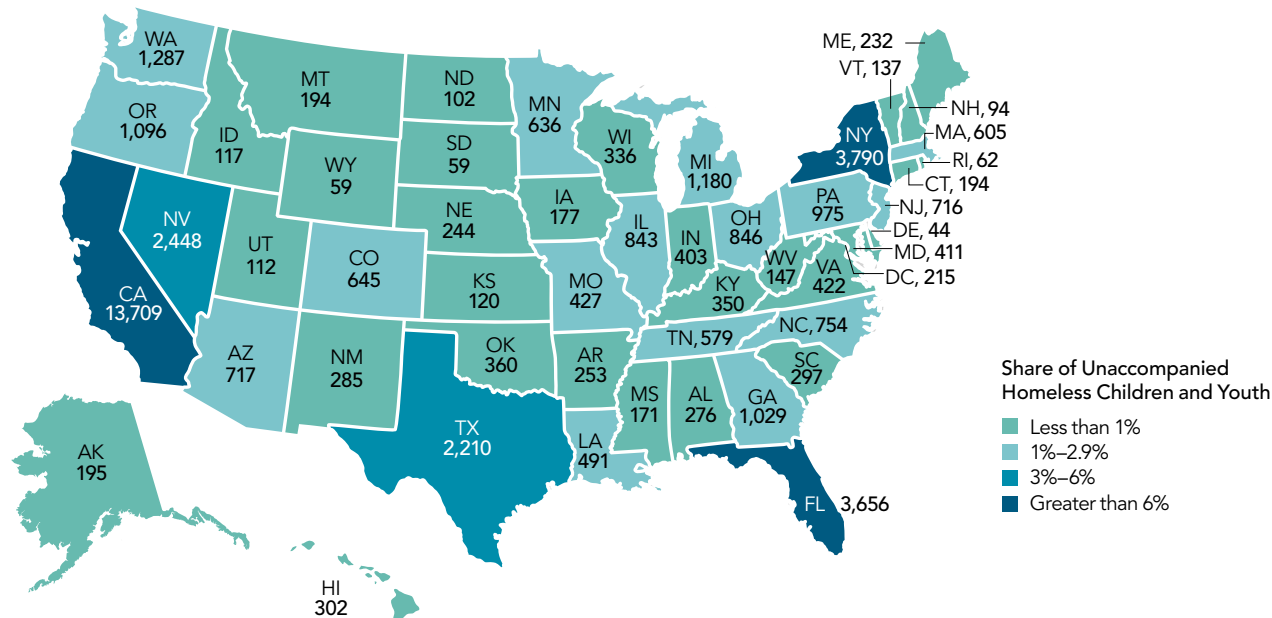 WA
1,287
OR
1,096
CA
13,709
NV
2,448
ID
117
MT
194
WY
59
UT
112
AZ
717
CO
645
NM
285
ND
102
SD
59
NE
244
KS
120
OK
360
TX
2,210
MN
636
IA
177
MO
427
AR
253
LA
491
WI
336
IL
843
MI
1,180
IN
403
OH
846
KY
350
TN, 579
MS
171
AL
276
GA
1,029
FL 3,656
SC
297
NC, 754
VA
422
WV
147
PA
975
NY
3,790
ME, 232
VT, 137
NH, 94
MA, 605
RI, 62
CT, 194
NJ, 716
DE, 44
MD, 411
DC, 215
AK
195
HI
302
Share of Unaccompanied
Homeless Children and Youth
Less than 1%
1%–2.9%
3%–6%
Greater than 6%